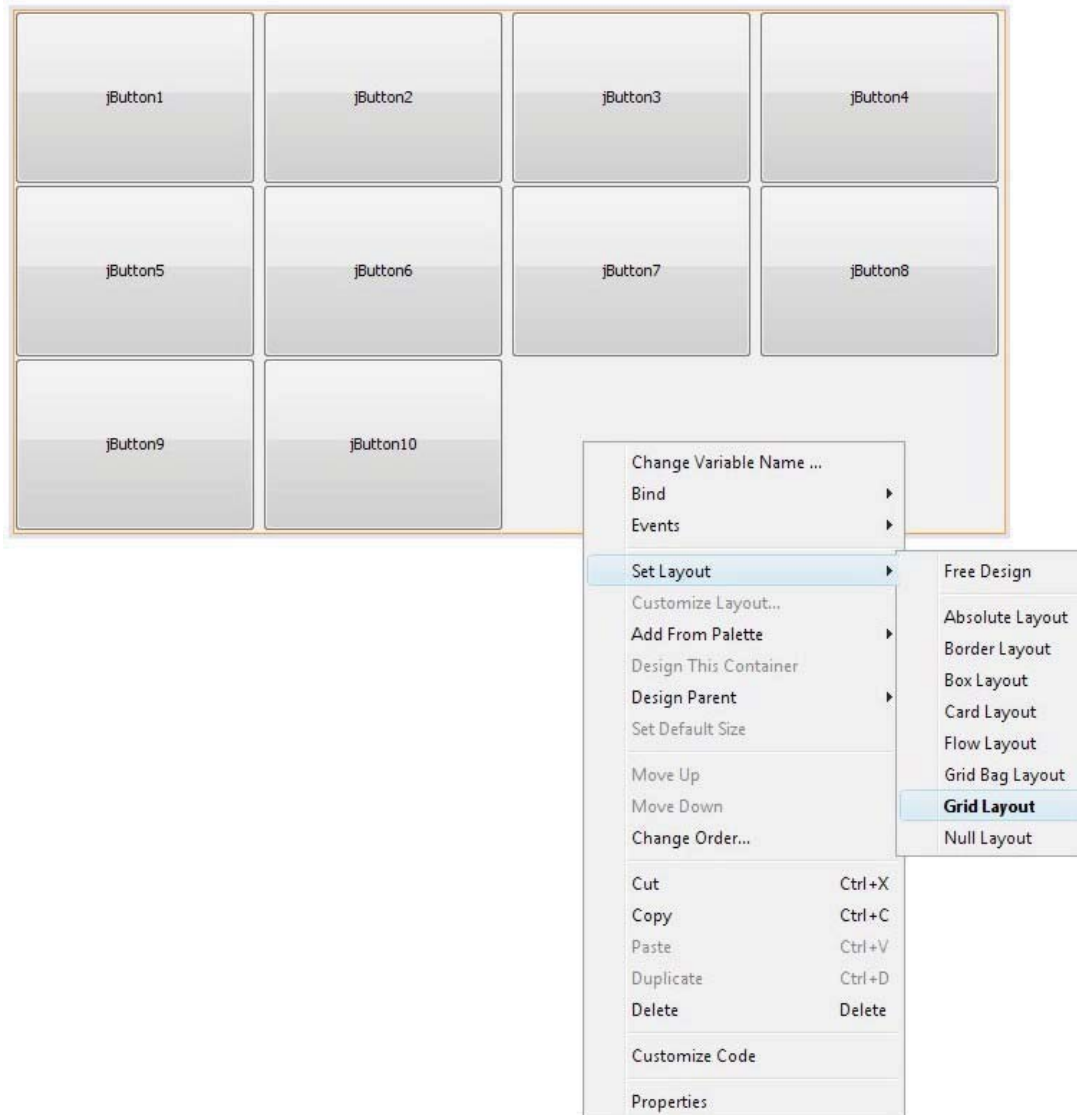 jButton1 jButton2 jButton3 jButton4
jButton5 jButton6 jButton7 jButton8
jButton9 jButton10
Change Variable Name ...
Bind
Events
Set Layout
Customize Layout...
Add From Palette
Design This Container
Design Parent
Set Default Size
Move Up
Move Down
Change Order...
Cut Ctrl+X
Copy Ctrl+C
Paste Ctrl+V
Duplicate Ctrl+D
Delete Delete
Customize Code
Properties
Free Design
Absolute Layout
Border Layout
Box Layout
Card Layout
Flow Layout
Grid Bag Layout
Grid Layout
Null Layout